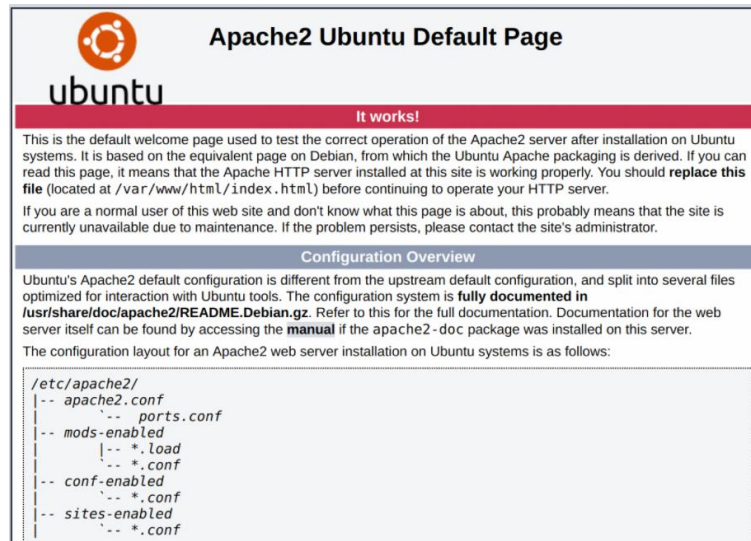 Apache2 Ubuntu Default Page
ubuntu
It works!
This is the default welcome page used to test the correct operation of the Apache2 server after installation on Ubuntu
systems. It is based on the equivalent page on Debian, from which the Ubuntu Apache packaging is derived. If you can
read this page, it means that the Apache HTTP server installed at this site is working properly. You should replace this
file (located at /var/www/html/index.html) before continuing to operate your HTTP server.
If you are a normal user of this web site and don't know what this page is about, this probably means that the site is
currently unavailable due to maintenance. If the problem persists, please contact the site's administrator.
Configuration Overview
Ubuntu's Apache2 default configuration is different from the upstream default configuration, and split into several files
optimized for interaction with Ubuntu tools. The configuration system is fully documented in
/usr/share/doc/apache2/README.Debian.gz. Refer to this for the full documentation. Documentation for the web
server itself can be found by accessing the manual if the apache2-doc package was installed on this server.
The configuration layout for an Apache2 web server installation on Ubuntu systems is as follows:
/etc/apache2/
|-- apache2.conf
|       `--  ports.conf
|-- mods-enabled
|       |-- *.load
|       `-- *.conf
|-- conf-enabled
|       `-- *.conf
|-- sites-enabled
|       `-- *.conf